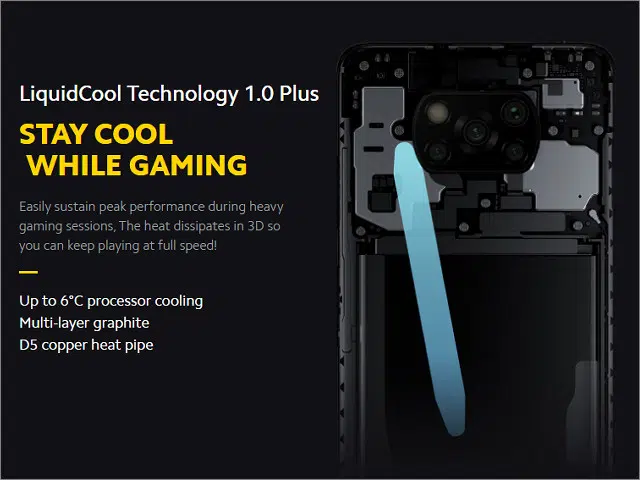 LiquidCool Technology 1.0 Plus
STAY COOL
WHILE GAMING
Easily sustain peak performance during heavy
gaming sessions, The heat dissipates in 3D so
you can keep playing at full speed!
Up to 6°C processor cooling
Multi-layer graphite
D5 copper heat pipe